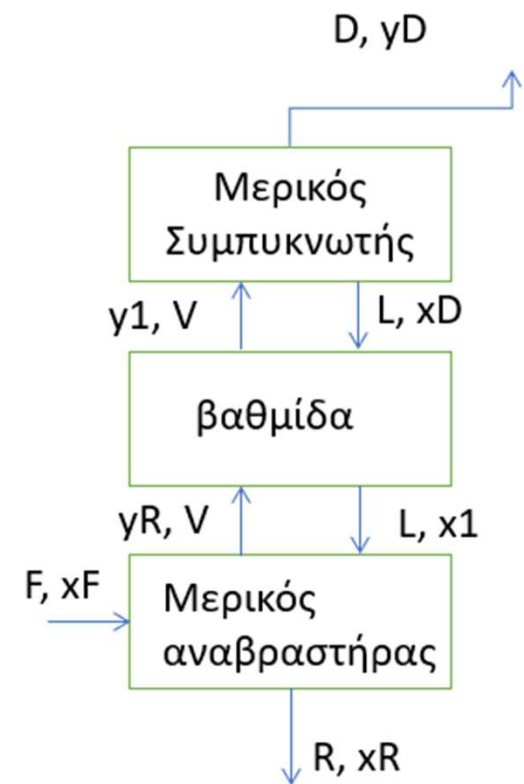 D, yD
Μερικός
Συμπυκνωτής
y1, V
L, xD
βαθμίδα
yR, V
L, x1
F, xF
Μερικός
αναβραστήρας
R, xR